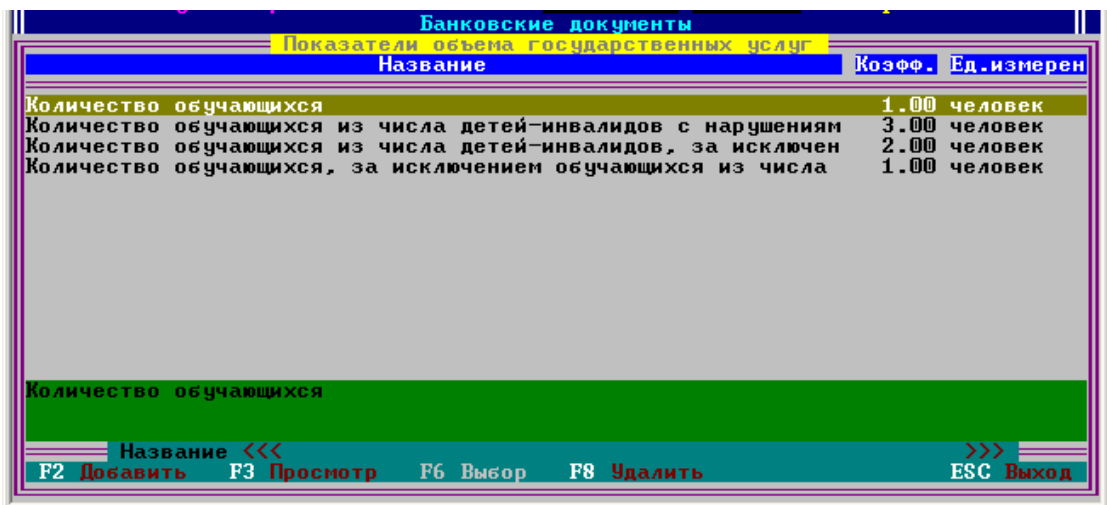 Банковские документы
Показатели объема государственных услуг
Название Коэфф. Ед.измерен
Количество обучающихся 1.00 человек
Количество обучающихся из числа детей-инвалидов с нарушениям 3.00 человек
Количество обучающихся из числа детей-инвалидов, за исключен 2.00 человек
Количество обучающихся, за исключением обучающихся из числа 1.00 человек
Количество обучающихся
Название <<< >>>
F2 Добавить F3 Просмотр F6 Выбор F8 Удалить ESC Выход